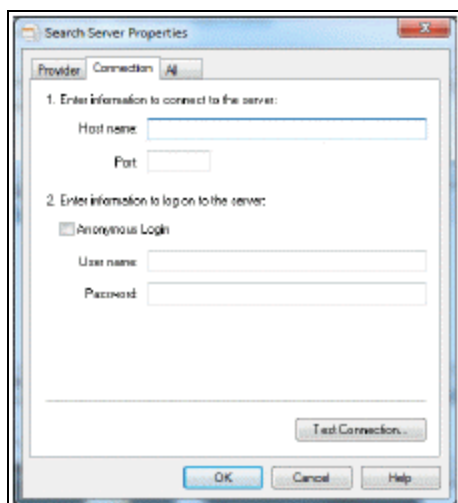 Search Server Properties
Provider Connection All
1. Enter information to connect to the server:
Host name:
Port:
2. Enter information to log on to the server:
Anonymous Login
User name:
Password:
Test Connection...
OK Cancel Help